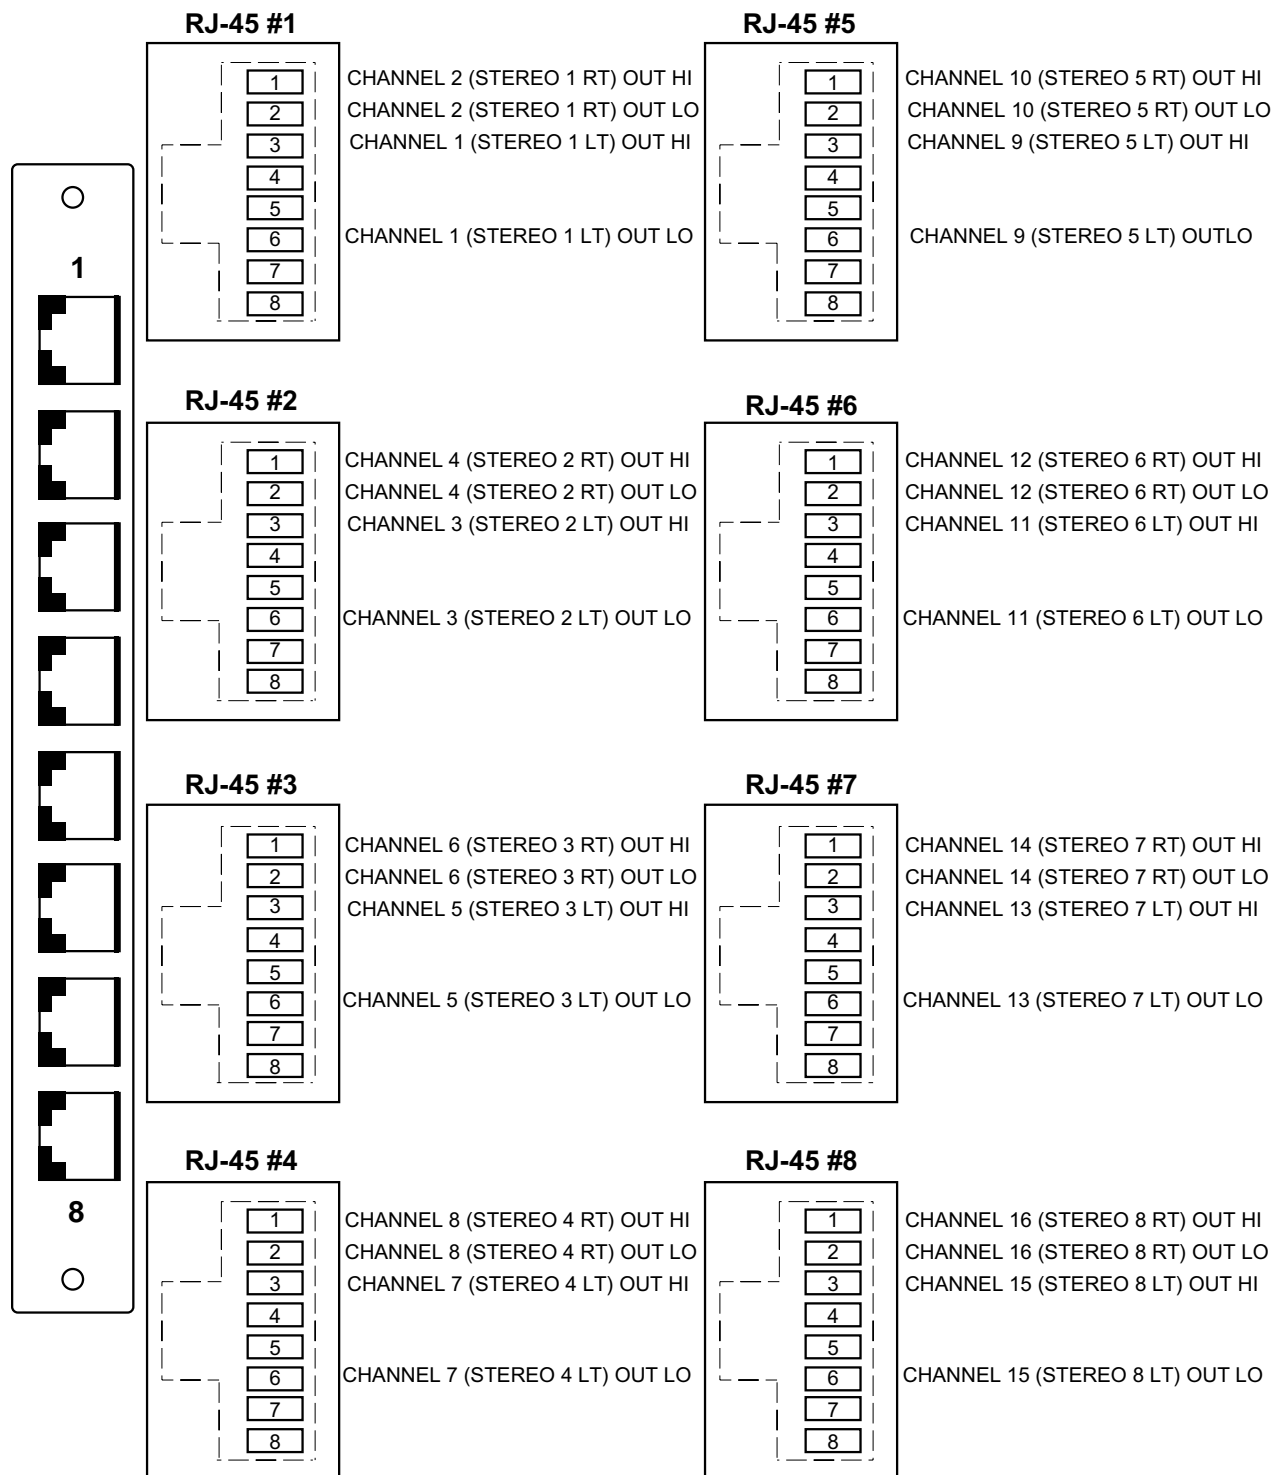 1
8
RJ-45 #1
1 CHANNEL 2 (STEREO 1 RT) OUT HI
2 CHANNEL 2 (STEREO 1 RT) OUT LO
3 CHANNEL 1 (STEREO 1 LT) OUT HI
4
5
6 CHANNEL 1 (STEREO 1 LT) OUT LO
7
8
RJ-45 #2
1 CHANNEL 4 (STEREO 2 RT) OUT HI
2 CHANNEL 4 (STEREO 2 RT) OUT LO
3 CHANNEL 3 (STEREO 2 LT) OUT HI
4
5
6 CHANNEL 3 (STEREO 2 LT) OUT LO
7
8
RJ-45 #3
1 CHANNEL 6 (STEREO 3 RT) OUT HI
2 CHANNEL 6 (STEREO 3 RT) OUT LO
3 CHANNEL 5 (STEREO 3 LT) OUT HI
4
5
6 CHANNEL 5 (STEREO 3 LT) OUT LO
7
8
RJ-45 #4
1 CHANNEL 8 (STEREO 4 RT) OUT HI
2 CHANNEL 8 (STEREO 4 RT) OUT LO
3 CHANNEL 7 (STEREO 4 LT) OUT HI
4
5
6 CHANNEL 7 (STEREO 4 LT) OUT LO
7
8
RJ-45 #5
1 CHANNEL 10 (STEREO 5 RT) OUT HI
2 CHANNEL 10 (STEREO 5 RT) OUT LO
3 CHANNEL 9 (STEREO 5 LT) OUT HI
4
5
6 CHANNEL 9 (STEREO 5 LT) OUTLO
7
8
RJ-45 #6
1 CHANNEL 12 (STEREO 6 RT) OUT HI
2 CHANNEL 12 (STEREO 6 RT) OUT LO
3 CHANNEL 11 (STEREO 6 LT) OUT HI
4
5
6 CHANNEL 11 (STEREO 6 LT) OUT LO
7
8
RJ-45 #7
1 CHANNEL 14 (STEREO 7 RT) OUT HI
2 CHANNEL 14 (STEREO 7 RT) OUT LO
3 CHANNEL 13 (STEREO 7 LT) OUT HI
4
5
6 CHANNEL 13 (STEREO 7 LT) OUT LO
7
8
RJ-45 #8
1 CHANNEL 16 (STEREO 8 RT) OUT HI
2 CHANNEL 16 (STEREO 8 RT) OUT LO
3 CHANNEL 15 (STEREO 8 LT) OUT HI
4
5
6 CHANNEL 15 (STEREO 8 LT) OUT LO
7
8